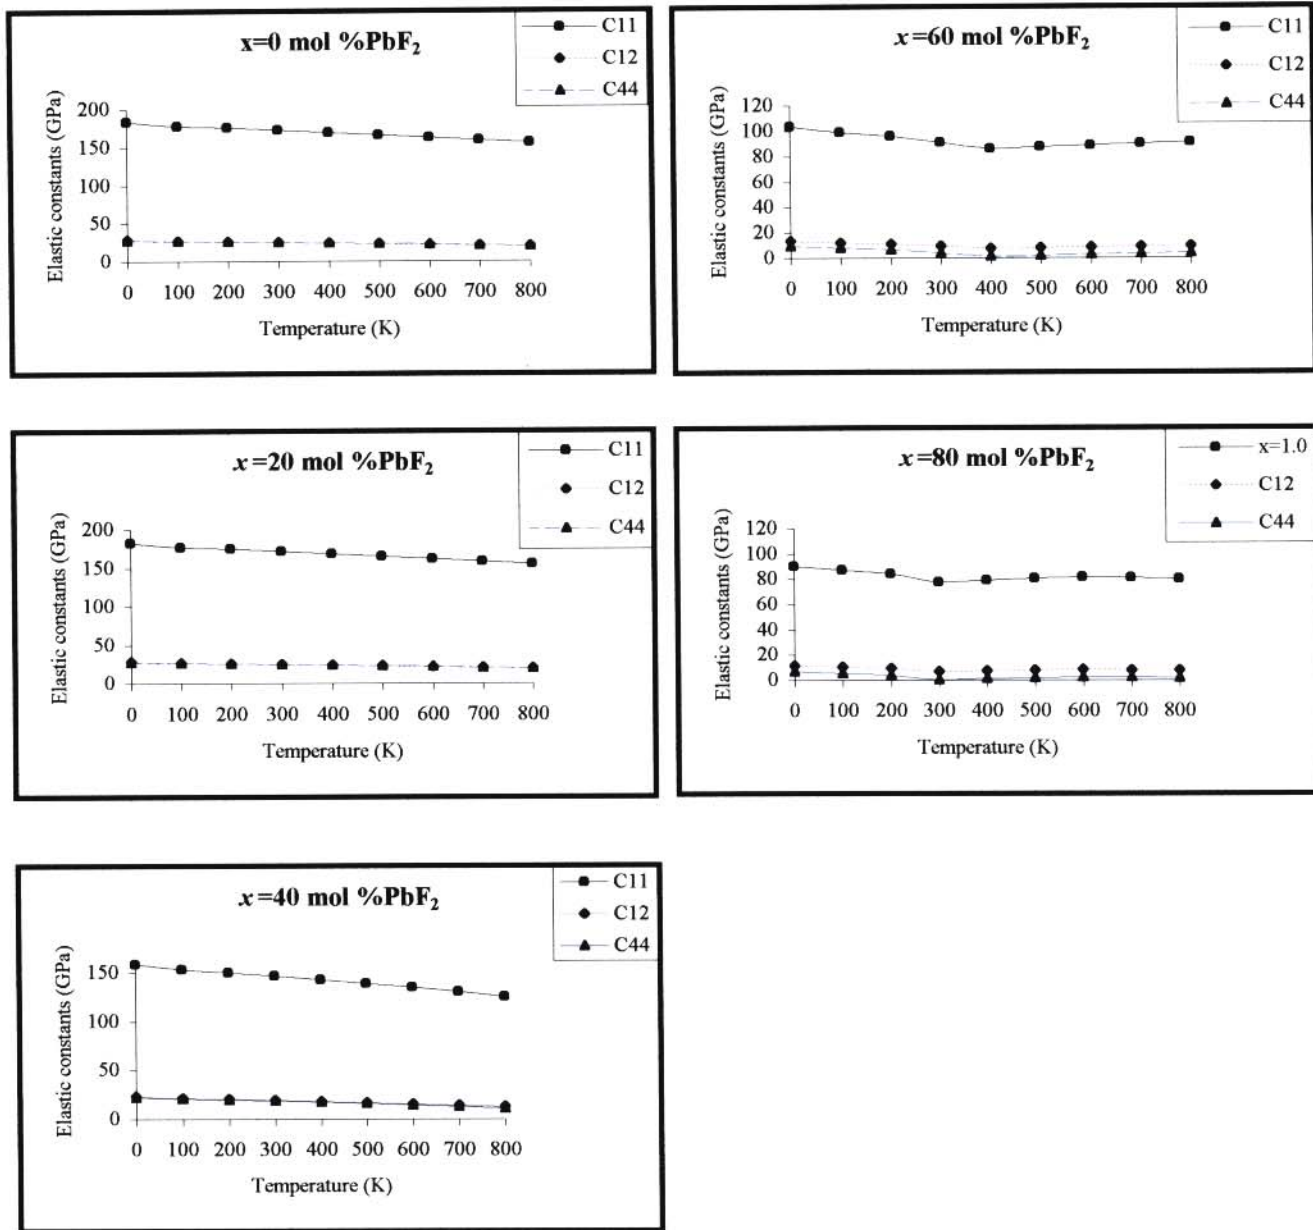 x=0 mol %PbF₂
C11
C12
C44
Elastic constants (GPa)
200
150
100
50
0
0 100 200 300 400 500 600 700 800
Temperature (K)
x=60 mol %PbF₂
C11
C12
C44
Elastic constants (GPa)
120
100
80
60
40
20
0
0 100 200 300 400 500 600 700 800
Temperature (K)
x=20 mol %PbF₂
C11
C12
C44
Elastic constants (GPa)
200
150
100
50
0
0 100 200 300 400 500 600 700 800
Temperature (K)
x=80 mol %PbF₂
x=1.0
C12
C44
Elastic constants (GPa)
120
100
80
60
40
20
0
0 100 200 300 400 500 600 700 800
Temperature (K)
x=40 mol %PbF₂
C11
C12
C44
Elastic constants (GPa)
150
100
50
0
0 100 200 300 400 500 600 700 800
Temperature (K)